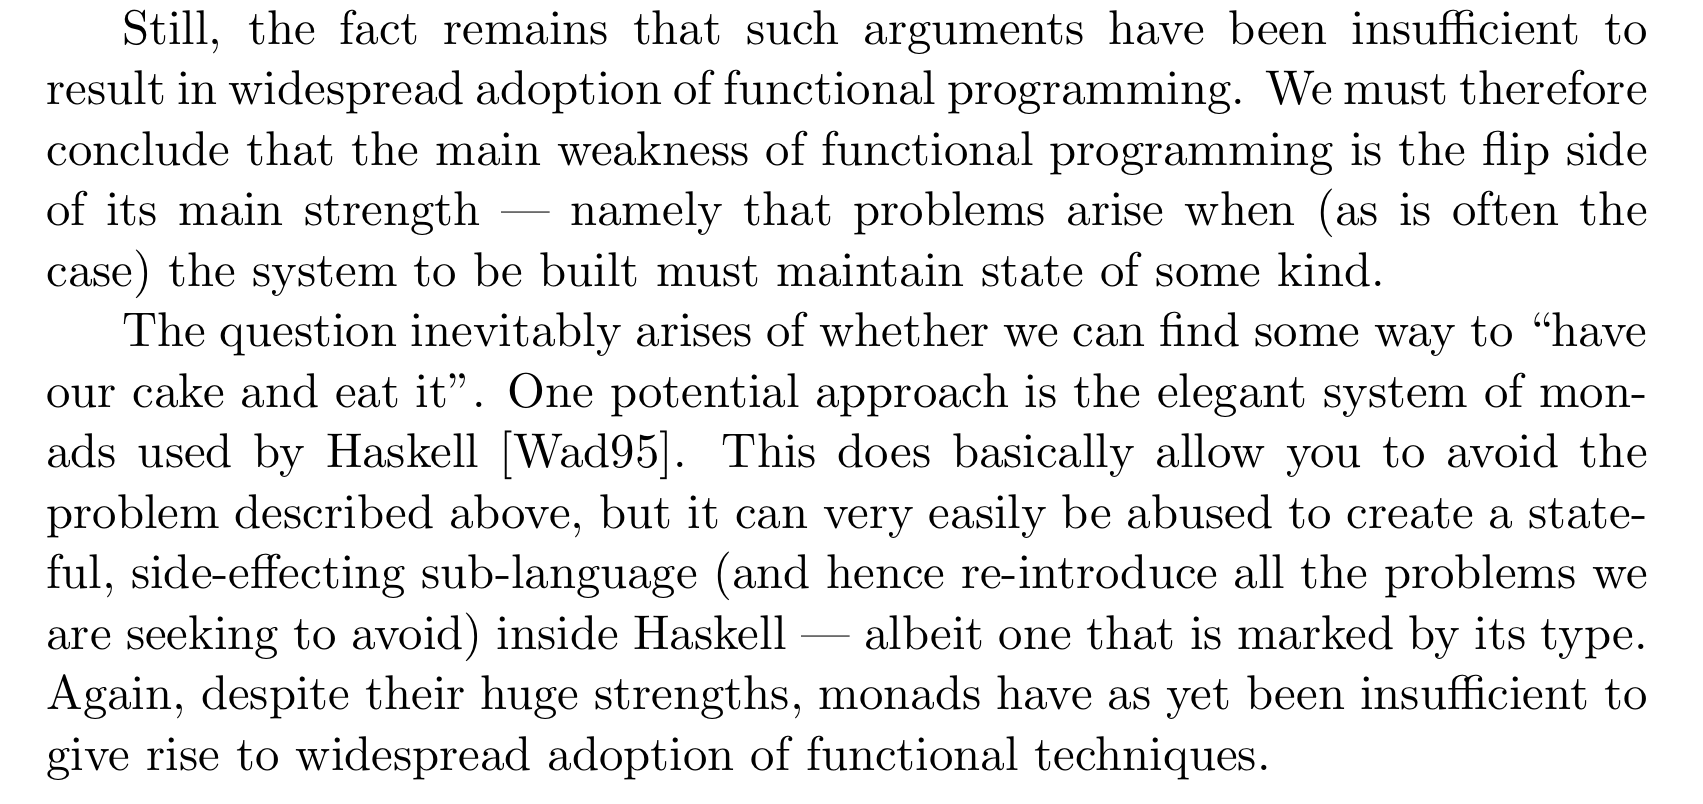 Still, the fact remains that such arguments have been insufficient to
result in widespread adoption of functional programming. We must therefore
conclude that the main weakness of functional programming is the flip side
of its main strength — namely that problems arise when (as is often the
case) the system to be built must maintain state of some kind.
The question inevitably arises of whether we can find some way to “have
our cake and eat it”. One potential approach is the elegant system of mon-
ads used by Haskell [Wad95]. This does basically allow you to avoid the
problem described above, but it can very easily be abused to create a state-
ful, side-effecting sub-language (and hence re-introduce all the problems we
are seeking to avoid) inside Haskell — albeit one that is marked by its type.
Again, despite their huge strengths, monads have as yet been insufficient to
give rise to widespread adoption of functional techniques.